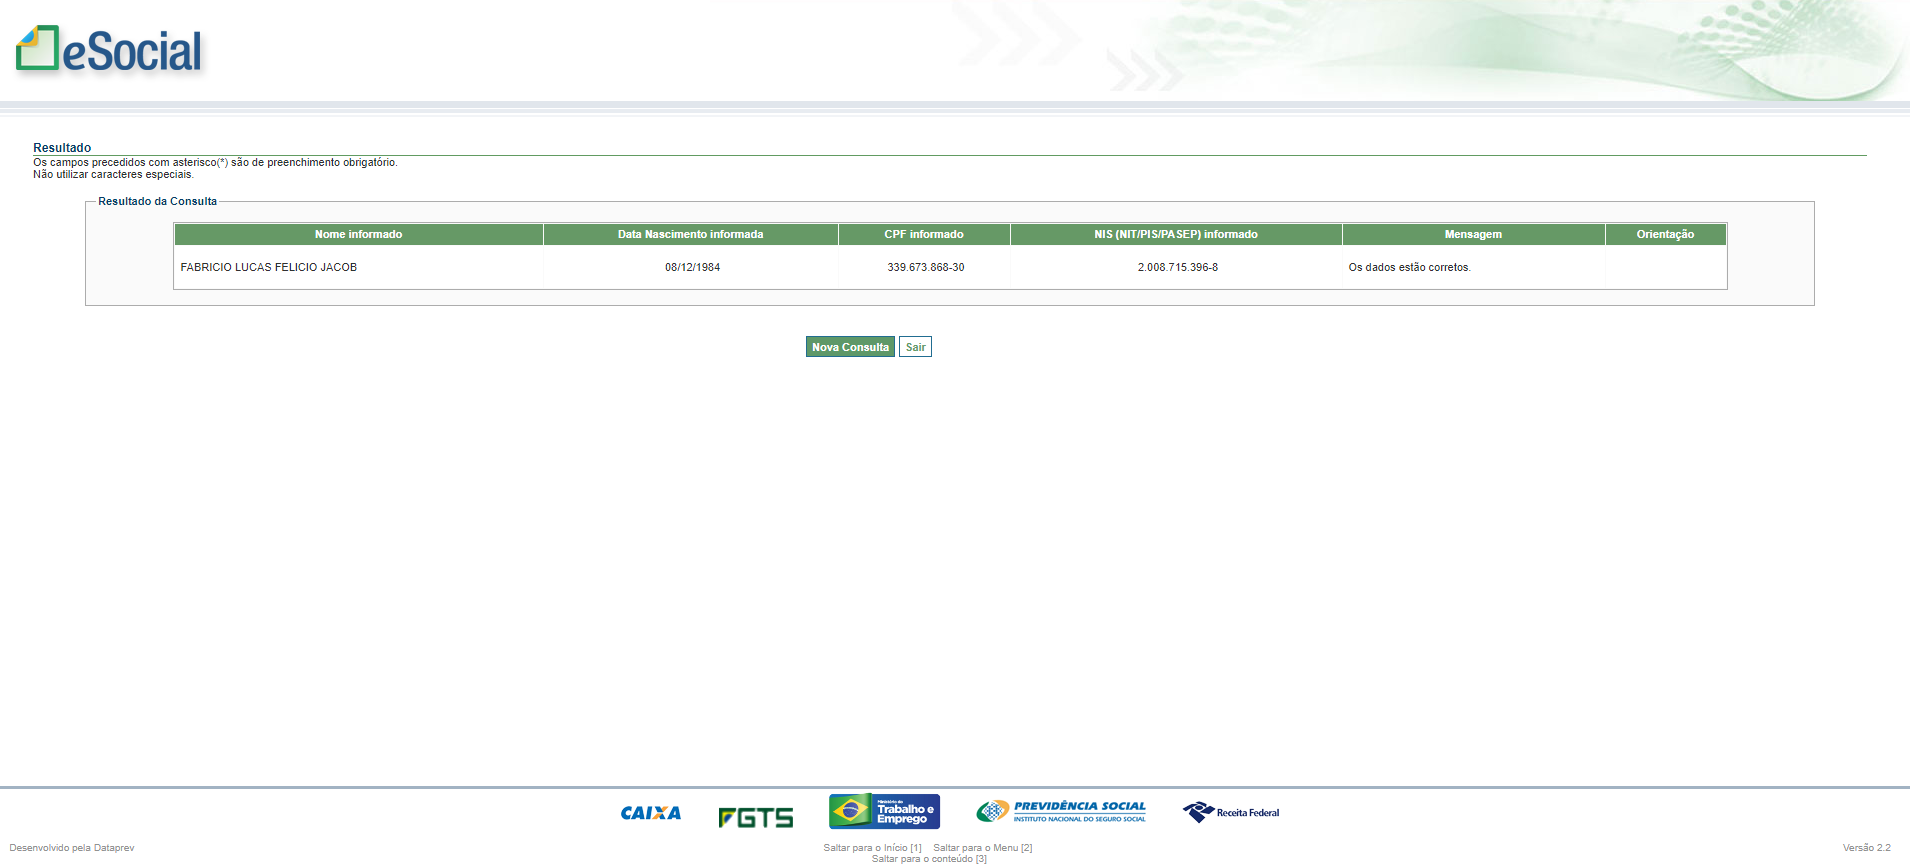 eSocial
Resultado
Os campos precedidos com asterisco(*) são de preenchimento obrigatório.
Não utilizar caracteres especiais.
Resultado da Consulta
Nome informado Data Nascimento informada CPF informado NIS (NIT/PIS/PASEP) informado Mensagem Orientação
FABRICIO LUCAS FELICIO JACOB 08/12/1984 339.673.868-30 2.008.715.396-8 Os dados estão corretos.
Nova Consulta Sair
CAIXA FGTS Ministério do Trabalho e Emprego PREVIDÊNCIA SOCIAL INSTITUTO NACIONAL DO SEGURO SOCIAL Receita Federal
Desenvolvido pela Dataprev Saltar para o Início [1] Saltar para o Menu [2] Versão 2.2
Saltar para o conteúdo [3]